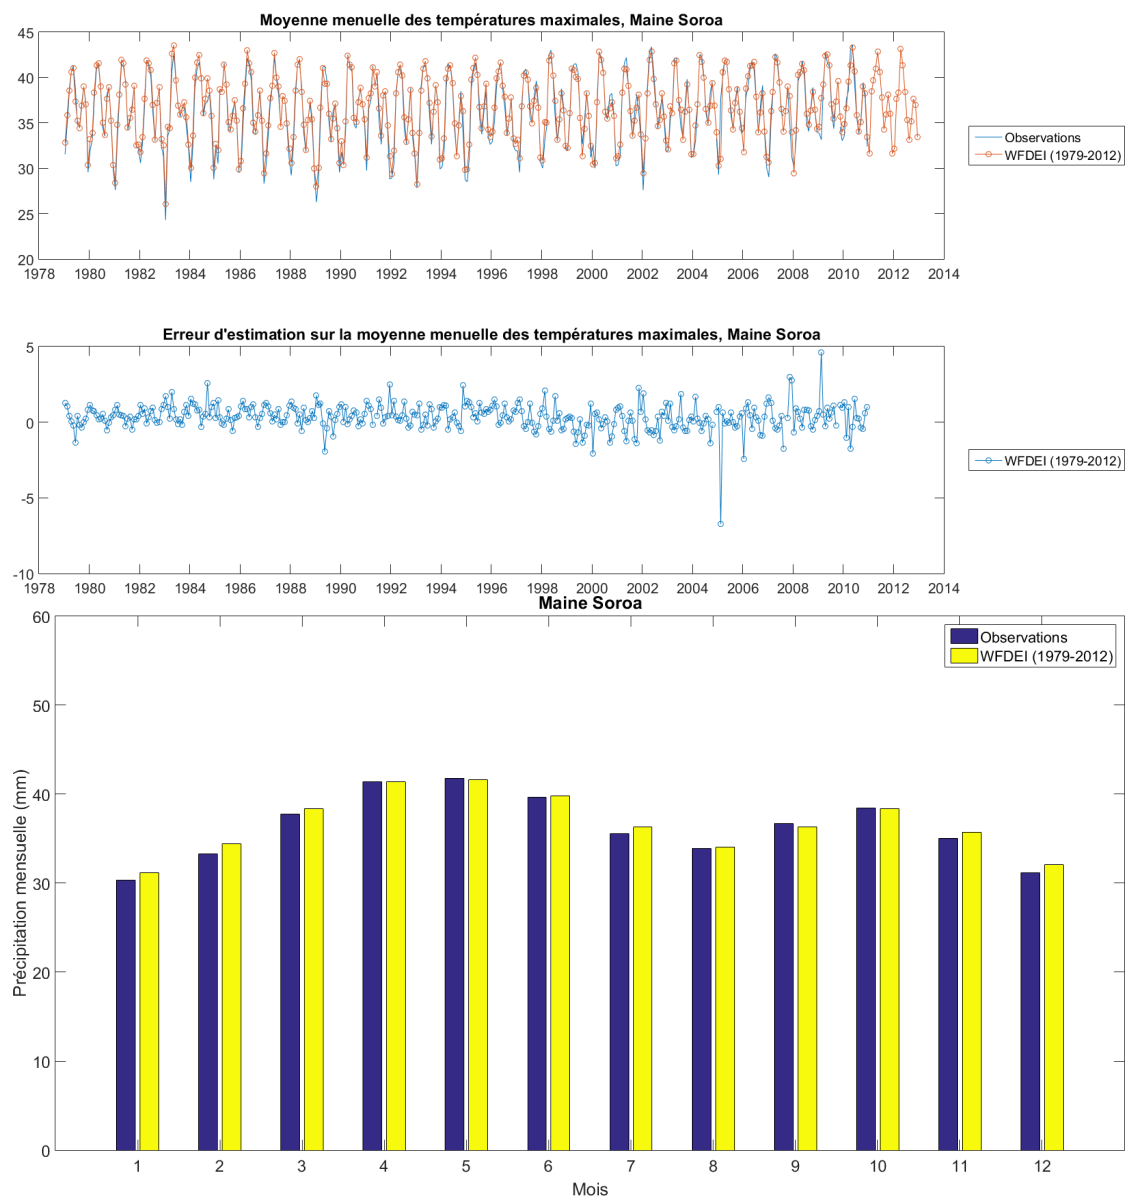 Moyenne menuelle des températures maximales, Maine Soroa
45
40
35
30
25
20
1978 1980 1982 1984 1986 1988 1990 1992 1994 1996 1998 2000 2002 2004 2006 2008 2010 2012 2014
Observations
WFDEI (1979-2012)
Erreur d'estimation sur la moyenne menuelle des températures maximales, Maine Soroa
5
0
-5
-10
1978 1980 1982 1984 1986 1988 1990 1992 1994 1996 1998 2000 2002 2004 2006 2008 2010 2012 2014
WFDEI (1979-2012)
Maine Soroa
60
50
40
30
20
10
0
Précipitation mensuelle (mm)
Observations
WFDEI (1979-2012)
1 2 3 4 5 6 7 8 9 10 11 12
Mois